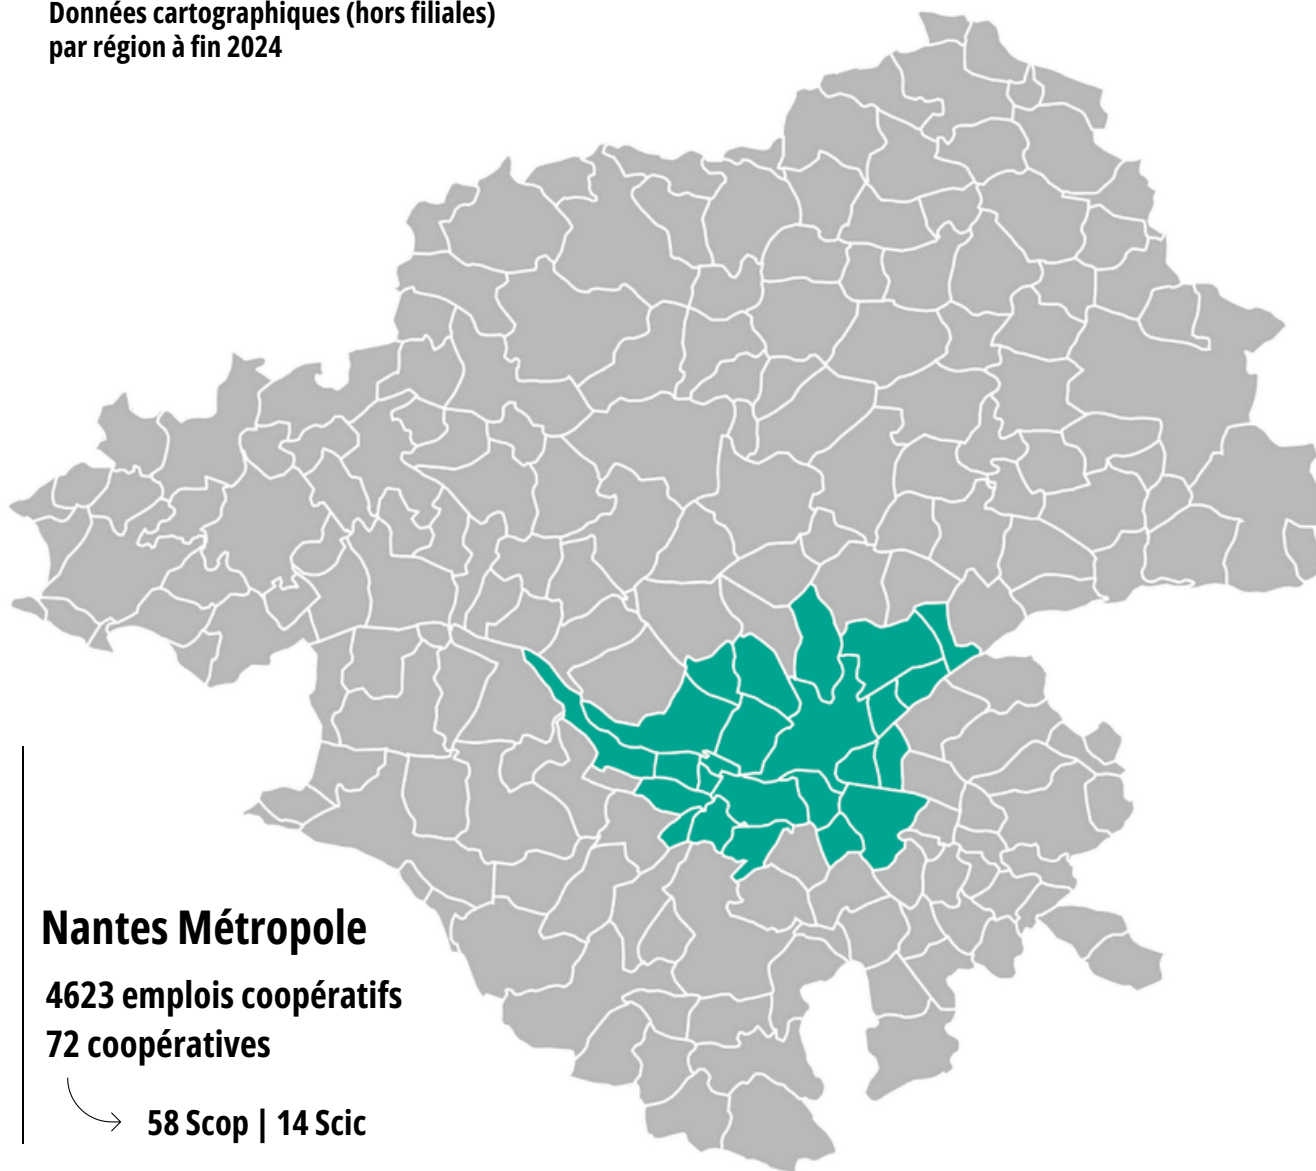 Données cartographiques (hors filiales)
par région à fin 2024
Nantes Métropole
4623 emplois coopératifs
72 coopératives
58 Scop | 14 Scic